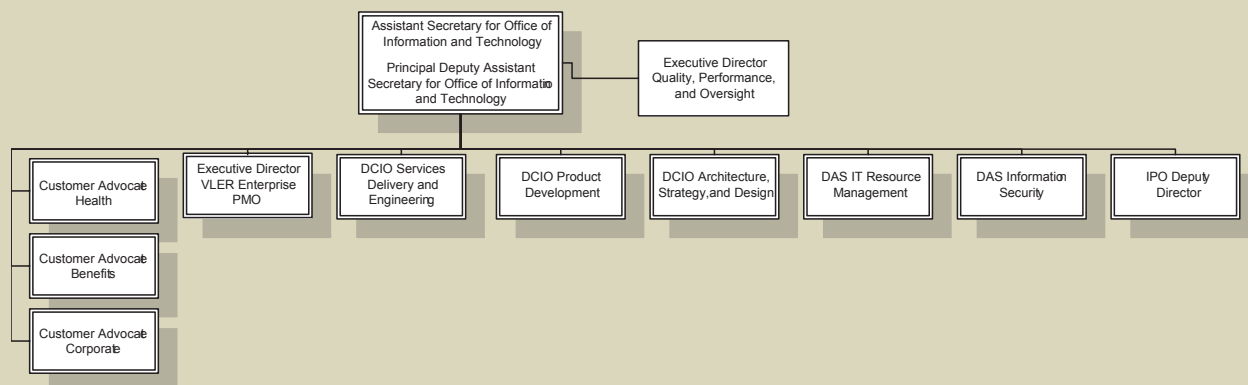 Assistant Secretary for Office of
Information and Technology
Principal Deputy Assistant
Secretary for Office of Information
and Technology
Executive Director
Quality, Performance,
and Oversight
Customer Advocate
Health
Executive Director
VLER Enterprise
PMO
DCIO Services
Delivery and
Engineering
DCIO Product
Development
DCIO Architecture,
Strategy,and Design
DAS IT Resource
Management
DAS Information
Security
IPO Deputy
Director
Customer Advocate
Benefits
Customer Advocate
Corporate